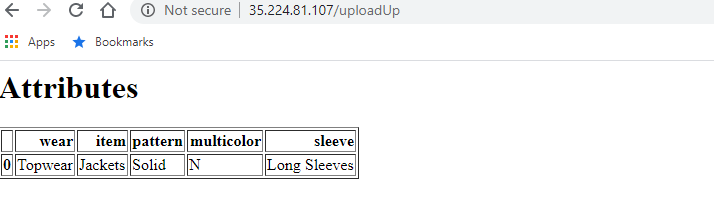 Not secure | 35.224.81.107/uploadUp
Apps Bookmarks
Attributes
wear item pattern multicolor sleeve
0 Topwear Jackets Solid N Long Sleeves